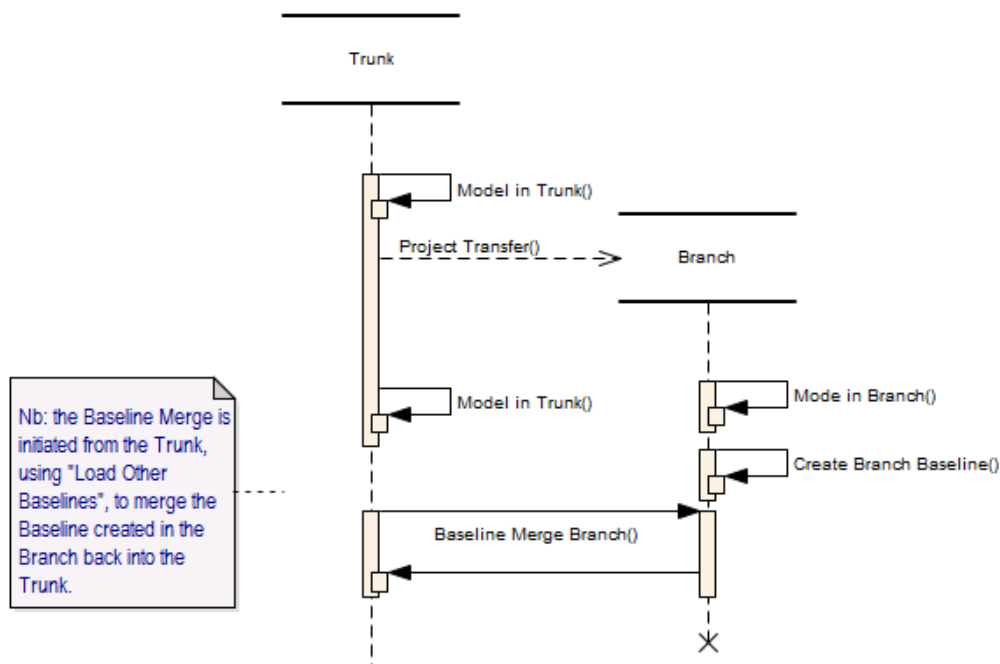 Trunk
Model in Trunk()
Project Transfer()
Branch
Model in Trunk()
Mode in Branch()
Nb: the Baseline Merge is
initiated from the Trunk,
using "Load Other
Baselines", to merge the
Baseline created in the
Branch back into the
Trunk.
Create Branch Baseline()
Baseline Merge Branch()